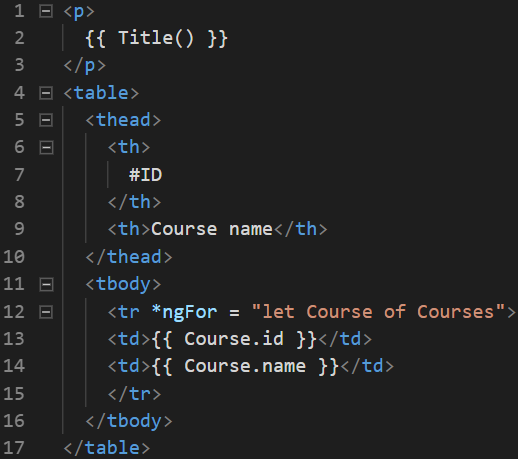 1 <p>
2 {{ Title() }}
3 </p>
4 <table>
5 <thead>
6 <th>
7 #ID
8 </th>
9 <th>Course name</th>
10 </thead>
11 <tbody>
12 <tr *ngFor = "let Course of Courses">
13 <td>{{ Course.id }}</td>
14 <td>{{ Course.name }}</td>
15 </tr>
16 </tbody>
17 </table>